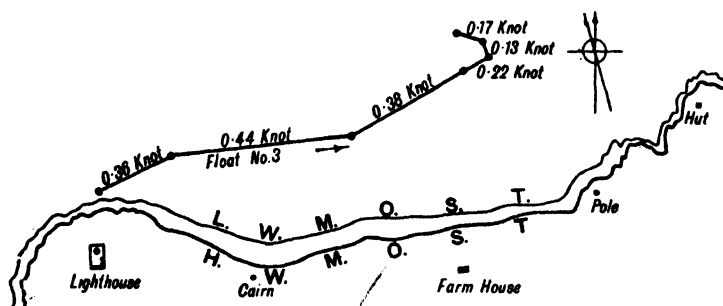 0·17 Knot
0·13 Knot
0·22 Knot
0·38 Knot
0·44 Knot
0·36 Knot
Float No.3
Hut
Pole
L. W. M. O. S. T.
H. W. M. O. S. T
Lighthouse
Cairn
Farm House